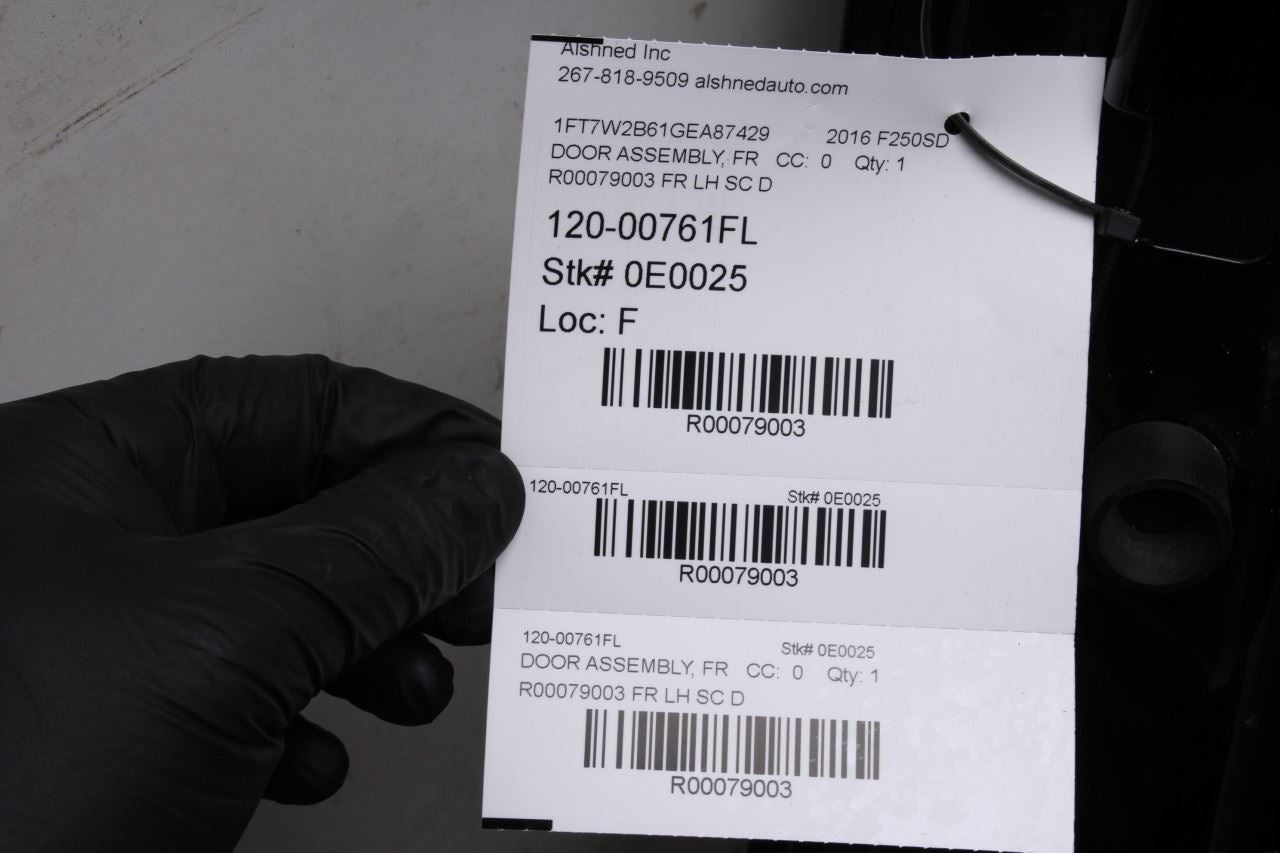 Alshned Inc
267-818-9509 alshnedauto.com
1FT7W2B61GEA87429 2016 F250SD
DOOR ASSEMBLY, FR CC: 0 Qty: 1
R00079003 FR LH SC D
120-00761FL
Stk# 0E0025
Loc: F
R00079003
120-00761FL Stk# 0E0025
R00079003
120-00761FL Stk# 0E0025
DOOR ASSEMBLY, FR CC: 0 Qty: 1
R00079003 FR LH SC D
R00079003